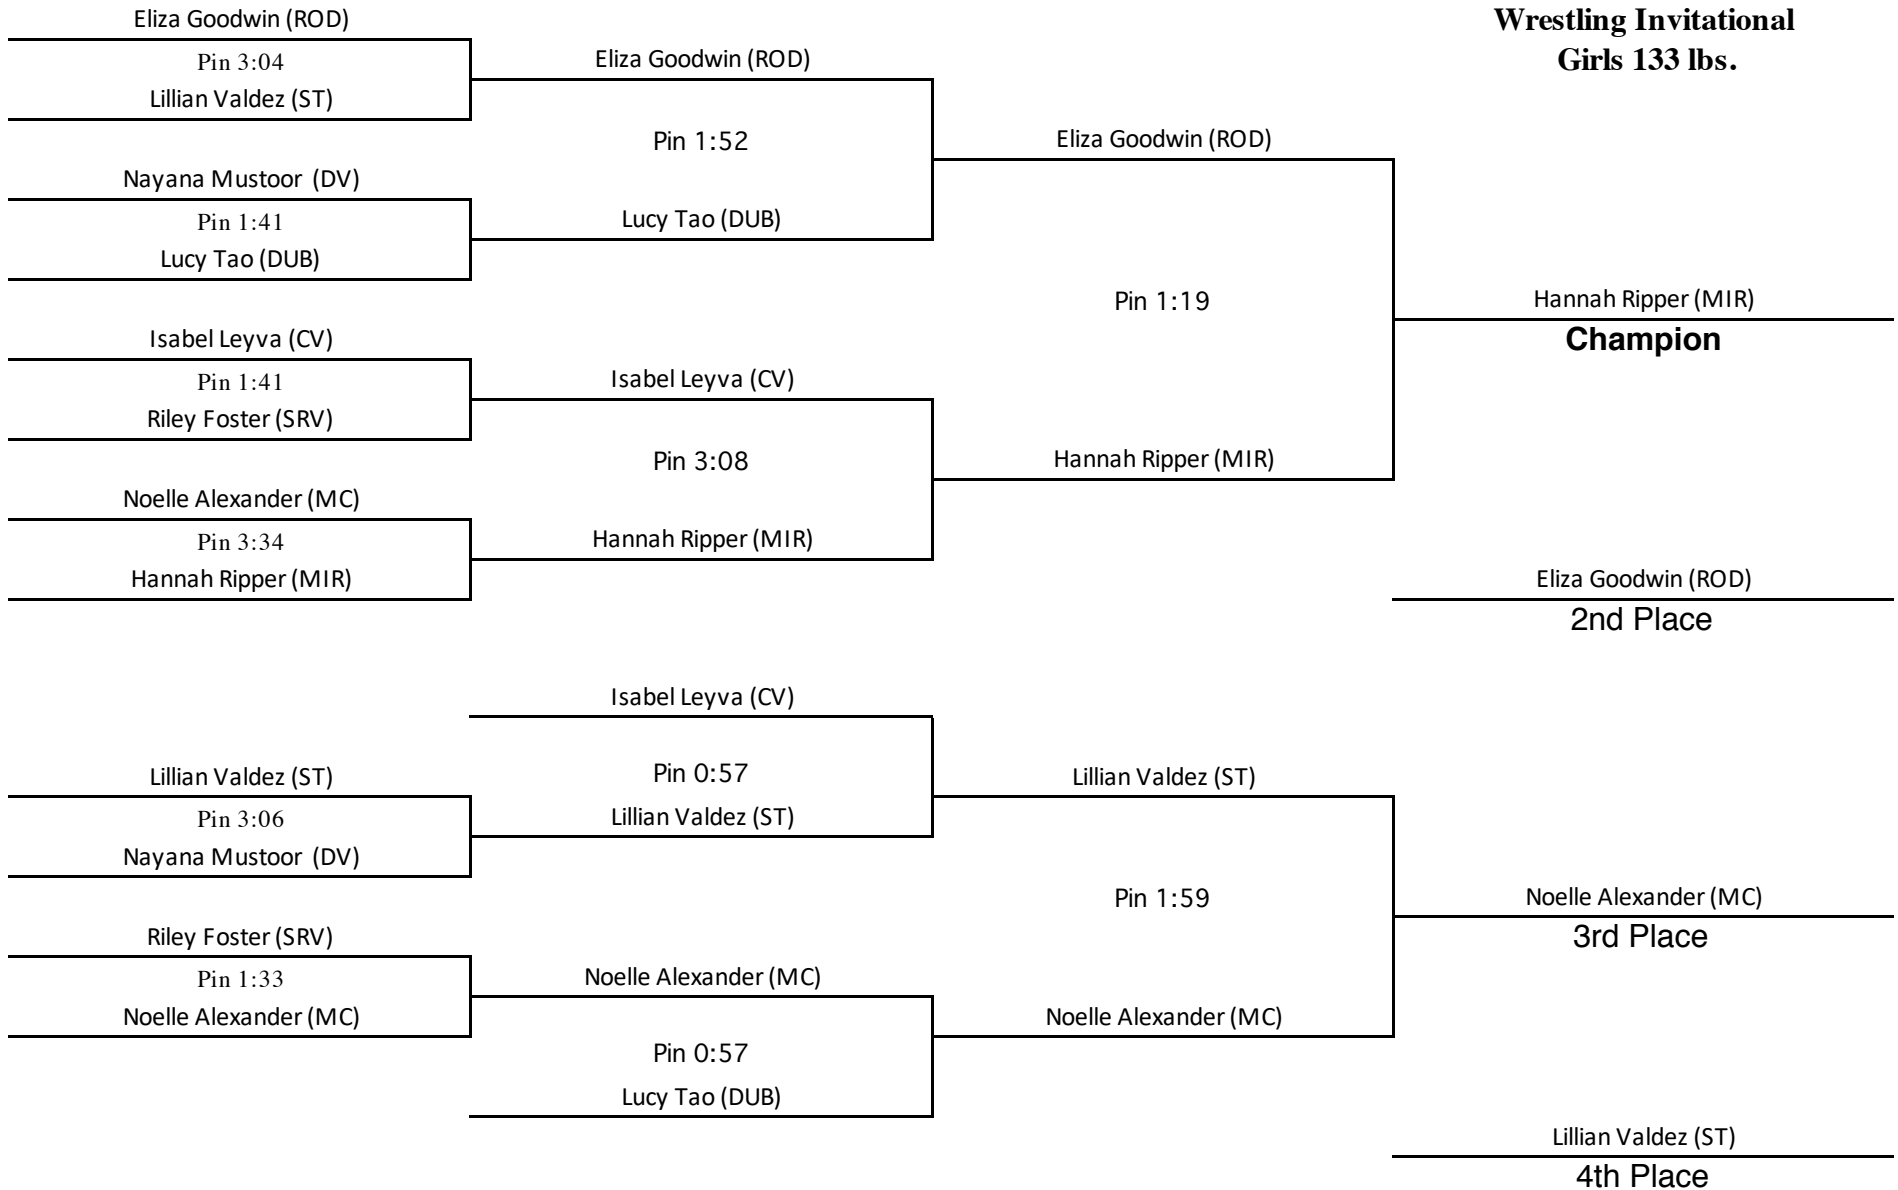 Wrestling Invitational
Girls 133 lbs.
Eliza Goodwin (ROD)
Pin 3:04
Lillian Valdez (ST)
Nayana Mustoor (DV)
Pin 1:41
Lucy Tao (DUB)
Isabel Leyva (CV)
Pin 1:41
Riley Foster (SRV)
Noelle Alexander (MC)
Pin 3:34
Hannah Ripper (MIR)
Eliza Goodwin (ROD)
Pin 1:52
Lucy Tao (DUB)
Isabel Leyva (CV)
Pin 3:08
Hannah Ripper (MIR)
Eliza Goodwin (ROD)
Pin 1:19
Hannah Ripper (MIR)
Hannah Ripper (MIR)
Champion
Eliza Goodwin (ROD)
2nd Place
Lillian Valdez (ST)
Pin 3:06
Nayana Mustoor (DV)
Riley Foster (SRV)
Pin 1:33
Noelle Alexander (MC)
Isabel Leyva (CV)
Pin 0:57
Lillian Valdez (ST)
Noelle Alexander (MC)
Pin 0:57
Lucy Tao (DUB)
Lillian Valdez (ST)
Pin 1:59
Noelle Alexander (MC)
Noelle Alexander (MC)
3rd Place
Lillian Valdez (ST)
4th Place